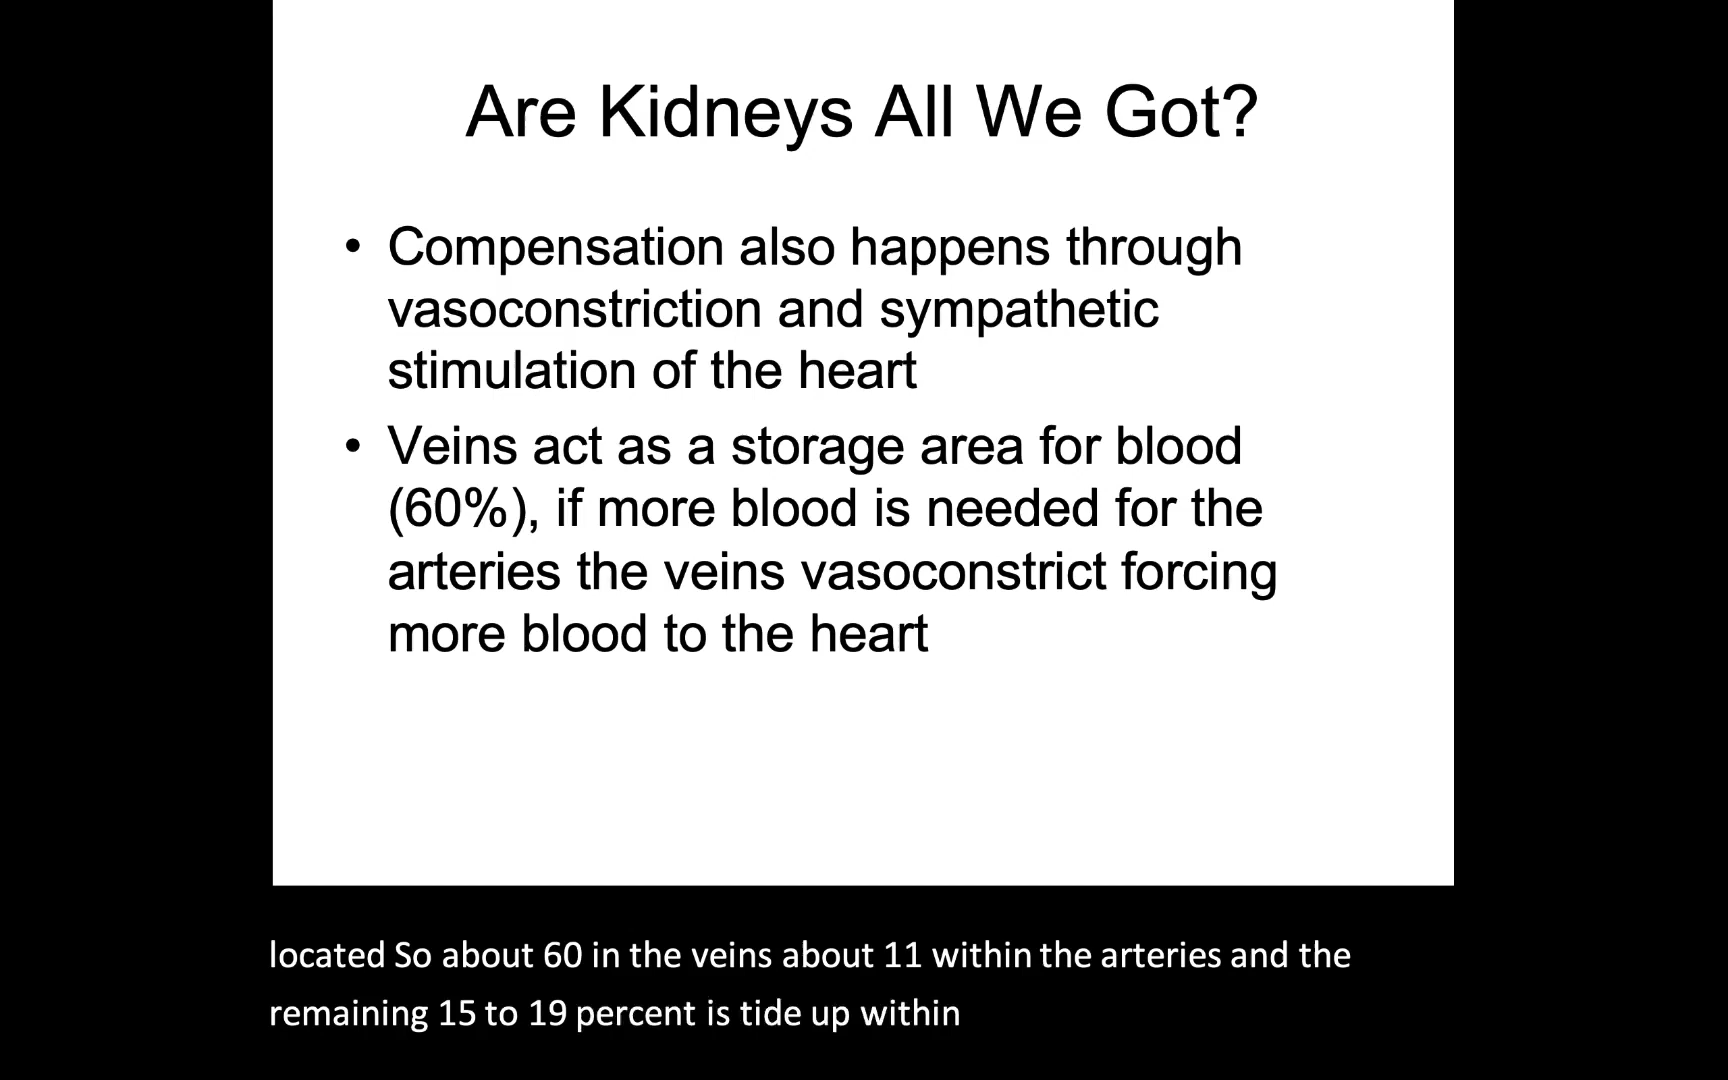 Are Kidneys All We Got?
• Compensation also happens through
vasoconstriction and sympathetic
stimulation of the heart
• Veins act as a storage area for blood
(60%), if more blood is needed for the
arteries the veins vasoconstrict forcing
more blood to the heart
located So about 60 in the veins about 11 within the arteries and the
remaining 15 to 19 percent is tide up within